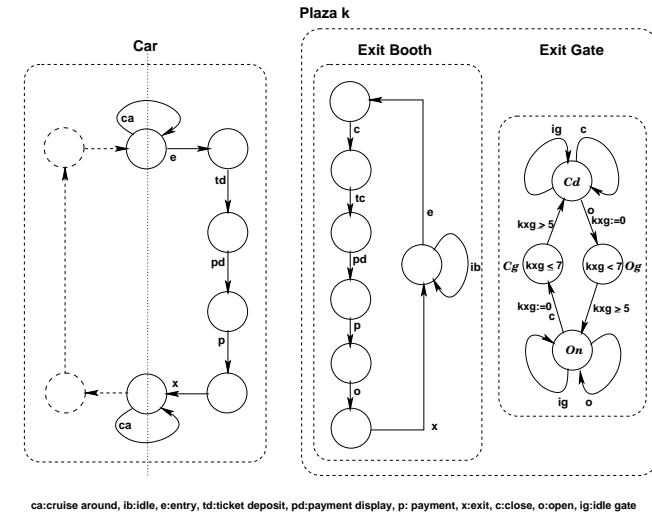 Plaza k
Car
Exit Booth
Exit Gate
ca
e
td
pd
p
x
ca
c
tc
pd
p
o
x
e
ib
ig
c
Cd
o
kxg:=0
kxg ≥ 5
Cg
kxg ≤ 7
kxg < 7
Og
kxg:=0
c
kxg ≥ 5
On
ig
o
ca:cruise around, ib:idle, e:entry, td:ticket deposit, pd:payment display, p: payment, x:exit, c:close, o:open, ig:idle gate